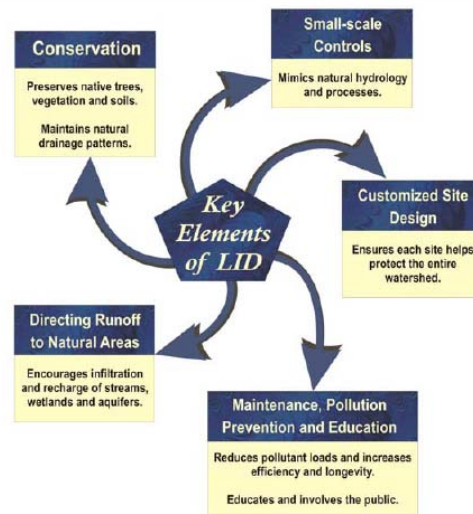 Conservation
Preserves native trees,
vegetation and soils.
Maintains natural
drainage patterns.
Small-scale
Controls
Mimics natural hydrology
and processes.
Key
Elements
of LID
Customized Site
Design
Ensures each site helps
protect the entire
watershed.
Directing Runoff
to Natural Areas
Encourages infiltration
and recharge of streams,
wetlands and aquifers.
Maintenance, Pollution
Prevention and Education
Reduces pollutant loads and increases
efficiency and longevity.
Educates and involves the public.